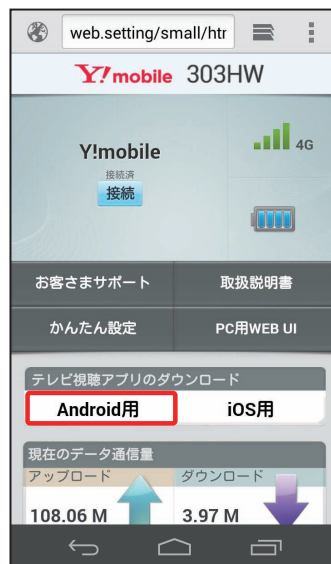 web.setting/small/htr
Y!mobile 303HW
Y!mobile
接続済
接続
4G
お客さまサポート
取扱説明書
かんたん設定
PC用WEB UI
テレビ視聴アプリのダウンロード
Android用
iOS用
現在のデータ通信量
アップロード
ダウンロード
108.06 M
3.97 M